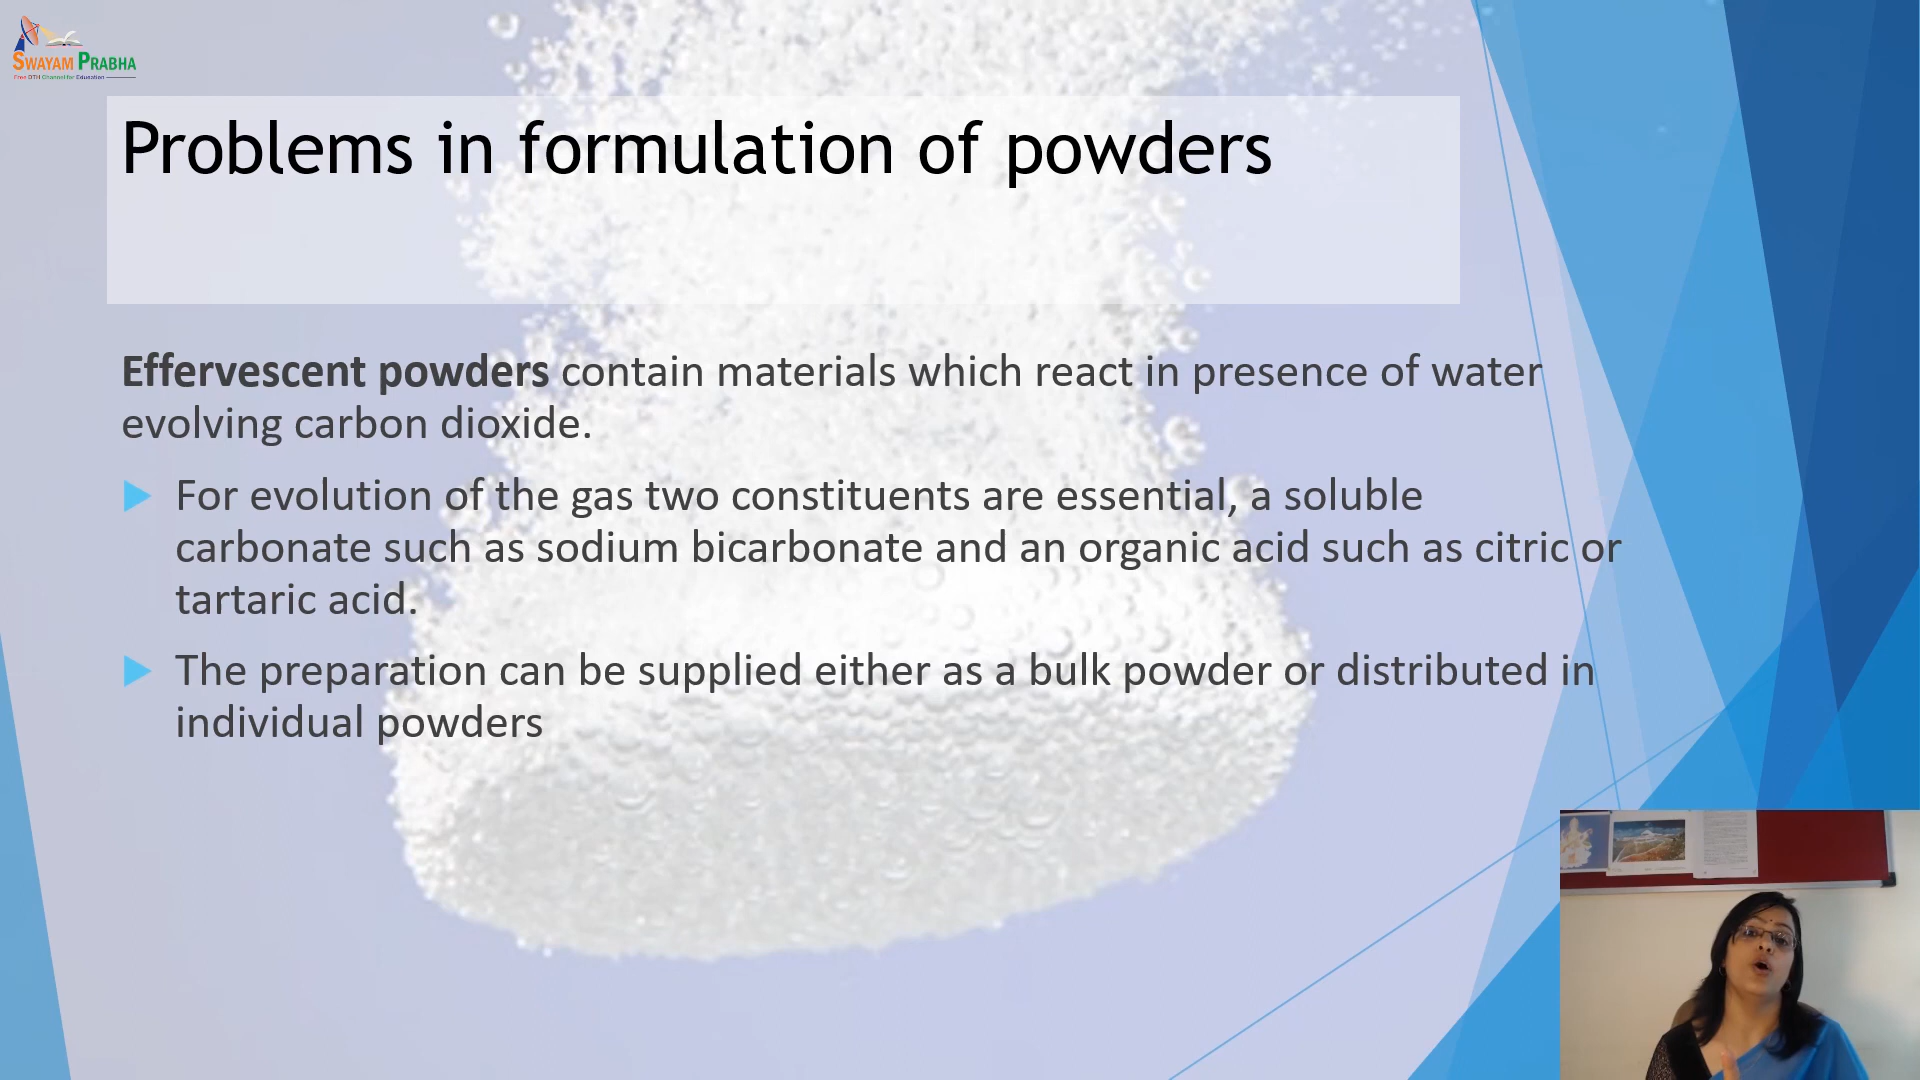 SWAYAM PRABHA
Free DTH Channel for Education
Problems in formulation of powders
Effervescent powders contain materials which react in presence of water
evolving carbon dioxide.
For evolution of the gas two constituents are essential, a soluble
carbonate such as sodium bicarbonate and an organic acid such as citric or
tartaric acid.
The preparation can be supplied either as a bulk powder or distributed in
individual powders